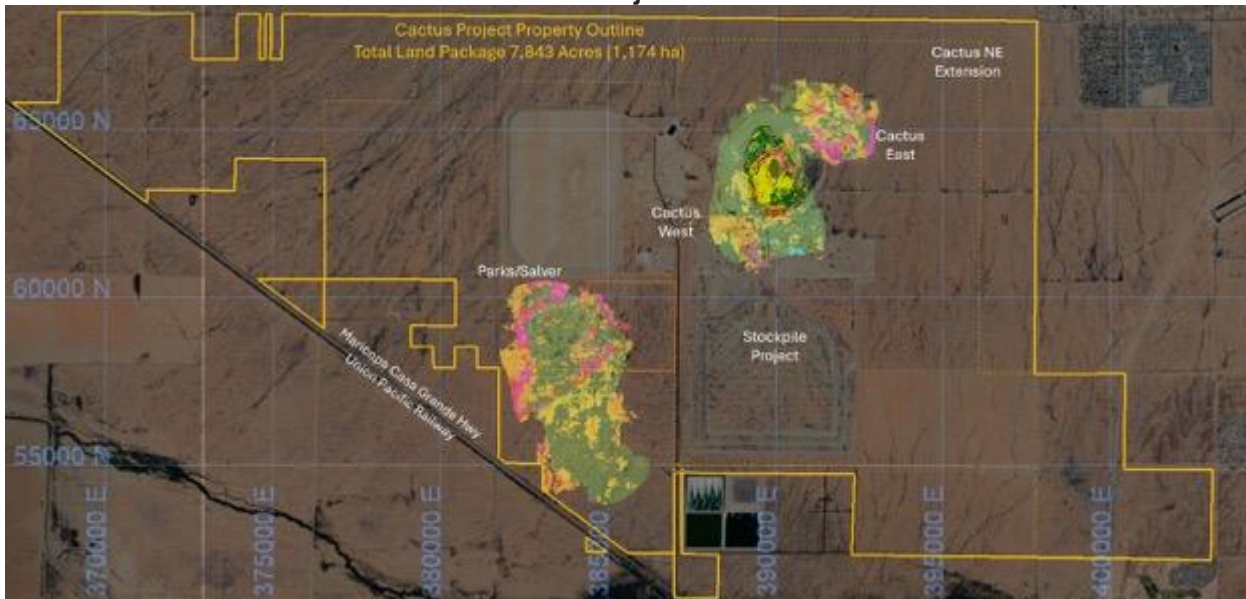 Cactus Project Property Outline
Total Land Package 7,843 Acres (1,174 ha)
Cactus NE
Extension
65000 N
Cactus
East
Cactus
West
Parks/Salyer
60000 N
Stockpile
Project
Maricopa Casa Grande Hwy
Union Pacific Railway
55000 N
370000 E
375000 E
380000 E
385000
390000 E
395000 E
400000 E